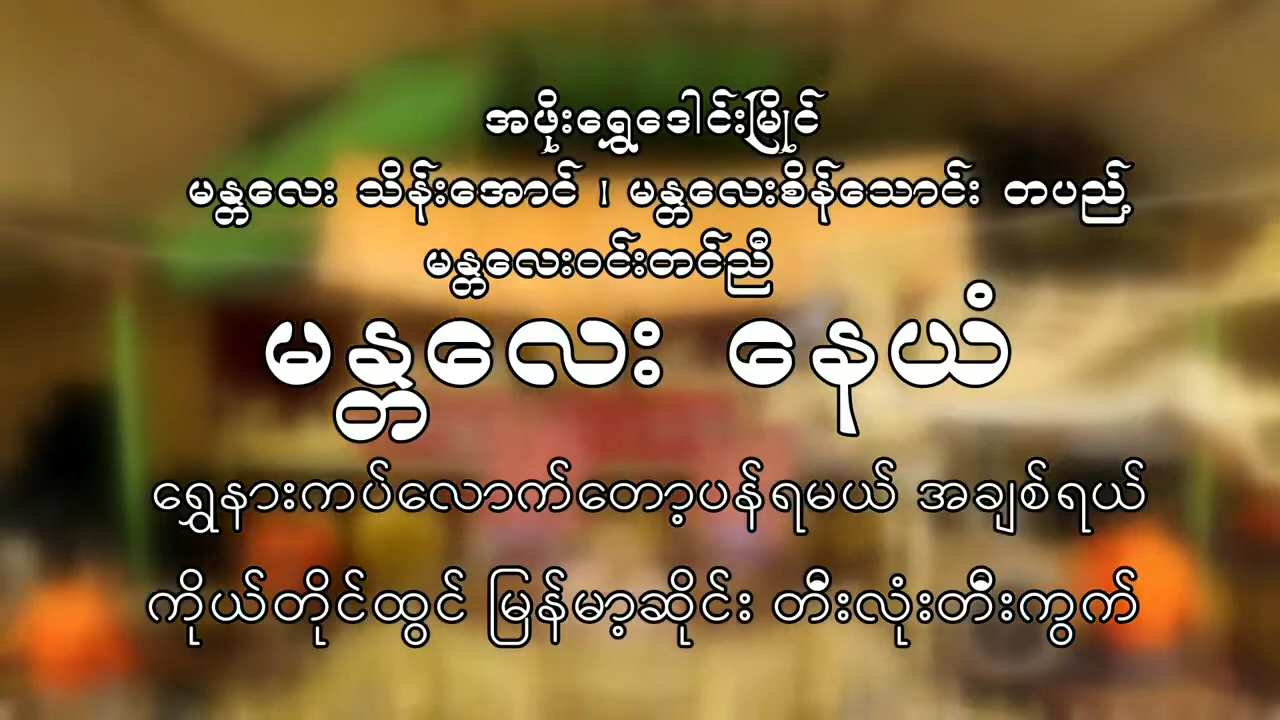 အဖိုးရွှေဒေါင်းမြိုင်
မန္တလေး သိန်းအောင် ၊ မန္တလေးစိန်သောင်း တပည့်
မန္တလေးဝင်းတင်ညီ
မန္တလေး နေယံ
ရွှေနားကပ်လောက်တော့ပန်ရမယ် အချစ်ရယ်
ကိုယ်တိုင်ထွင် မြန်မာ့ဆိုင်း တီးလုံးတီးကွက်